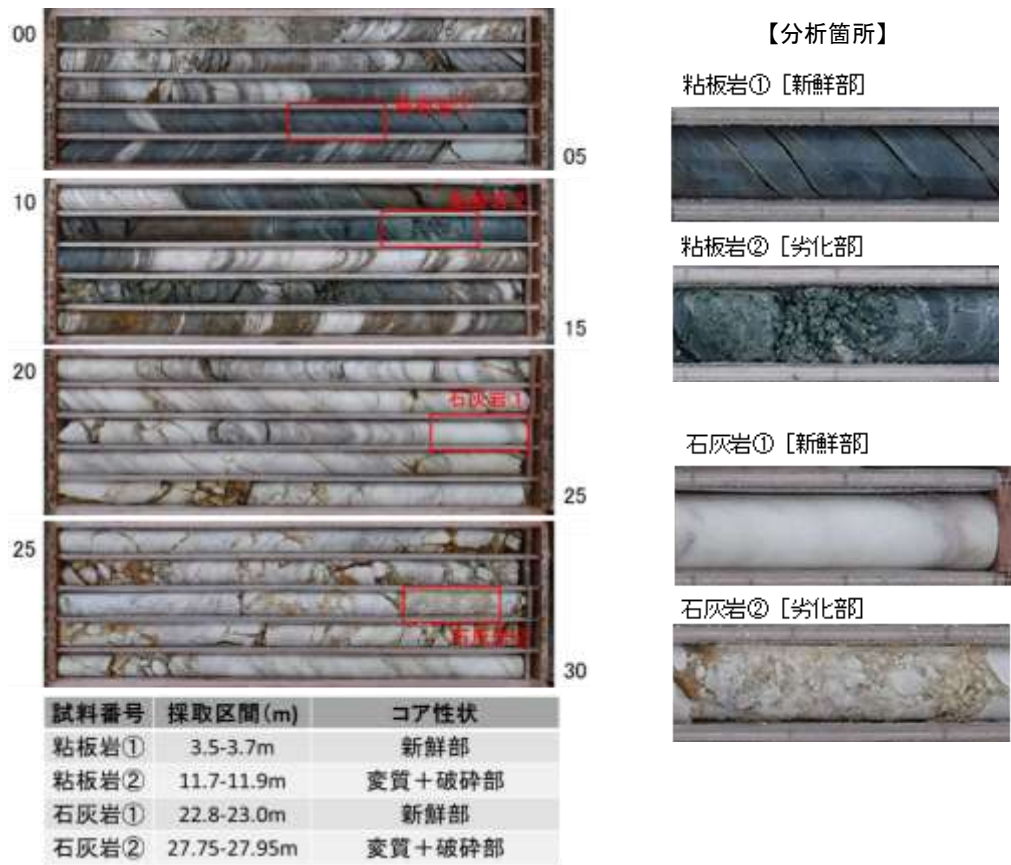 00
05
10
15
20
石灰岩1
25
25
30
試料番号 採取区間(m) コア性状
粘板岩① 3.5-3.7m 新鮮部
粘板岩② 11.7-11.9m 変質+破砕部
石灰岩① 22.8-23.0m 新鮮部
石灰岩② 27.75-27.95m 変質+破砕部
【分析箇所】
粘板岩① [新鮮部]
粘板岩② [劣化部]
石灰岩① [新鮮部]
石灰岩② [劣化部]